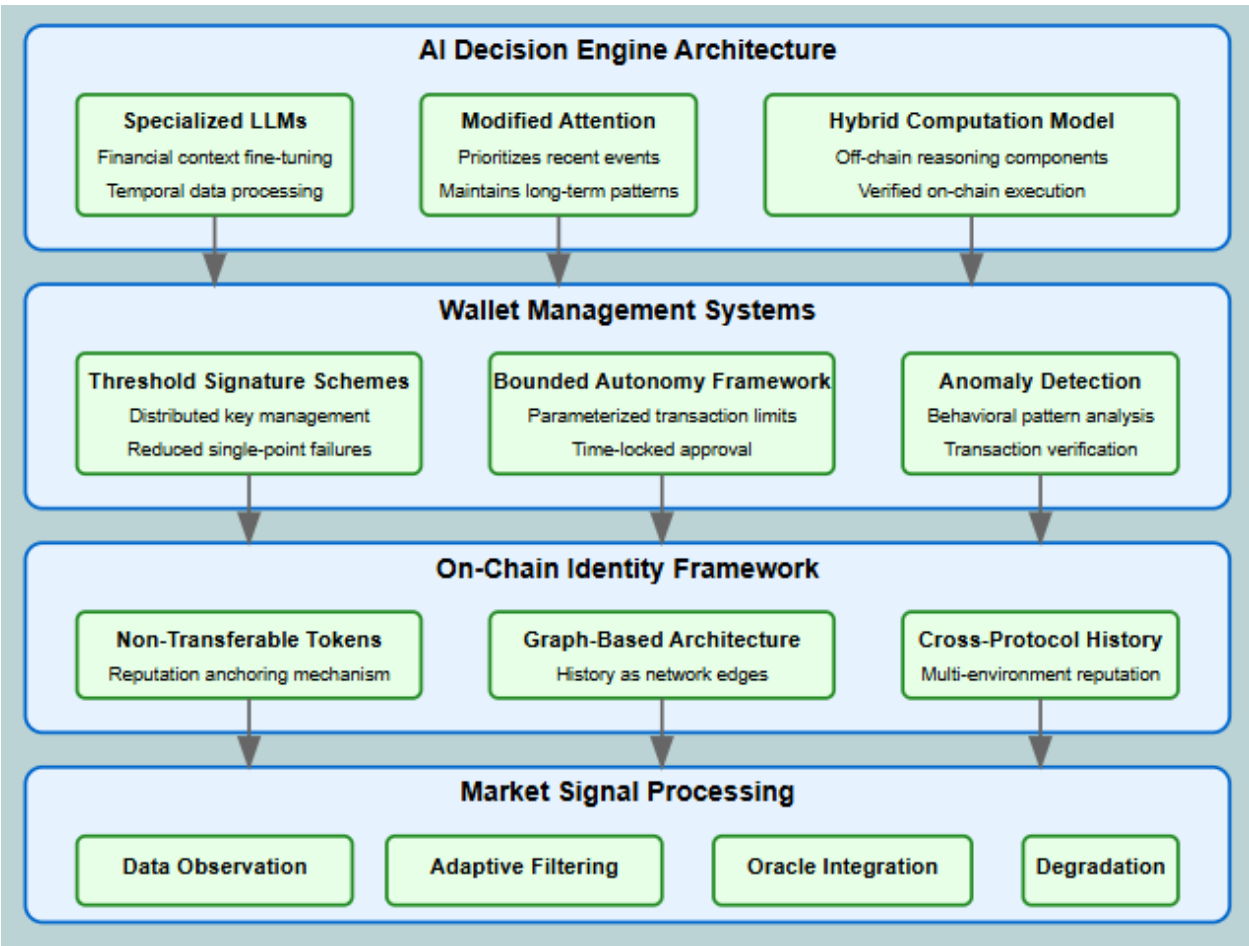 AI Decision Engine Architecture
Specialized LLMs
Financial context fine-tuning
Temporal data processing
Modified Attention
Prioritizes recent events
Maintains long-term patterns
Hybrid Computation Model
Off-chain reasoning components
Verified on-chain execution
Wallet Management Systems
Threshold Signature Schemes
Distributed key management
Reduced single-point failures
Bounded Autonomy Framework
Parameterized transaction limits
Time-locked approval
Anomaly Detection
Behavioral pattern analysis
Transaction verification
On-Chain Identity Framework
Non-Transferable Tokens
Reputation anchoring mechanism
Graph-Based Architecture
History as network edges
Cross-Protocol History
Multi-environment reputation
Market Signal Processing
Data Observation
Adaptive Filtering
Oracle Integration
Degradation